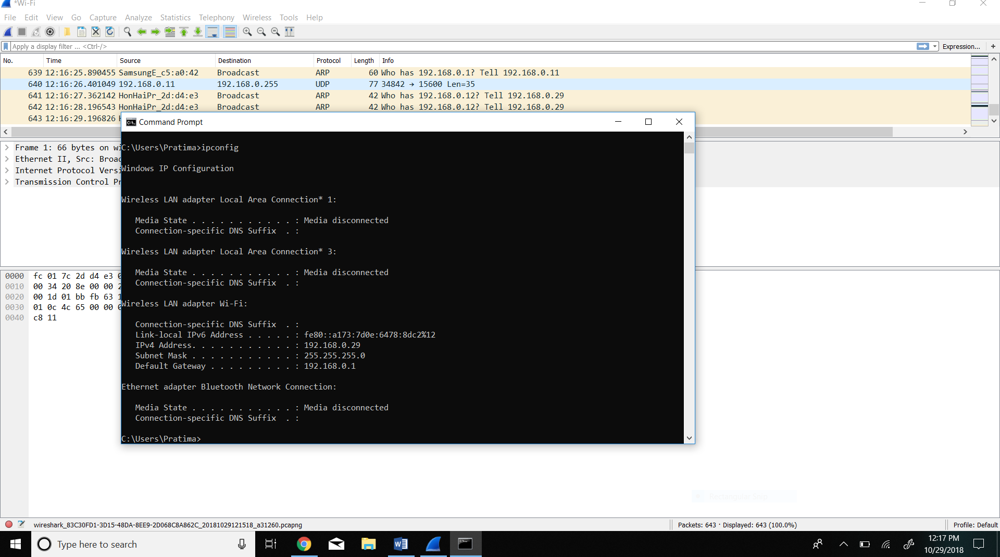 *Wi-Fi
File Edit View Go Capture Analyze Statistics Telephony Wireless Tools Help
Apply a display filter ... <Ctrl-/> Expression... +
No. Time Source Destination Protocol Length Info
639 12:16:25.890455 SamsungE_c5:a0:42 Broadcast ARP 60 Who has 192.168.0.1? Tell 192.168.0.11
640 12:16:26.401049 192.168.0.11 192.168.0.255 UDP 77 34842 → 15600 Len=35
641 12:16:27.362142 HonHaiPr_2d:d4:e3 Broadcast ARP 42 Who has 192.168.0.12? Tell 192.168.0.29
642 12:16:28.196543 HonHaiPr_2d:d4:e3 Broadcast ARP 42 Who has 192.168.0.12? Tell 192.168.0.29
643 12:16:29.196826
Frame 1: 66 bytes on wi
Ethernet II, Src: Broad
Internet Protocol Versi
Transmission Control Pr
0000 fc 01 7c 2d d4 e3
0010 00 34 20 8e 00 00 2
0020 00 1d 01 bb fb 63 1
0030 01 0c 4c 65 00 00
0040 c8 11
Command Prompt
C:\Users\Pratima>ipconfig
Windows IP Configuration
Wireless LAN adapter Local Area Connection* 1:
Media State . . . . . . . . . . . : Media disconnected
Connection-specific DNS Suffix . :
Wireless LAN adapter Local Area Connection* 3:
Media State . . . . . . . . . . . : Media disconnected
Connection-specific DNS Suffix . :
Wireless LAN adapter Wi-Fi:
Connection-specific DNS Suffix . :
Link-local IPv6 Address . . . . . : fe80::a173:7d0e:6478:8dc2%12
IPv4 Address. . . . . . . . . . . : 192.168.0.29
Subnet Mask . . . . . . . . . . . : 255.255.255.0
Default Gateway . . . . . . . . . : 192.168.0.1
Ethernet adapter Bluetooth Network Connection:
Media State . . . . . . . . . . . : Media disconnected
Connection-specific DNS Suffix . :
C:\Users\Pratima>
Rectangular Snip
wireshark_83C30FD1-3D15-48DA-8EE9-2D068C8A862C_20181029121518_a31260.pcapng Packets: 643 · Displayed: 643 (100.0%) Profile: Default
Type here to search
12:17 PM
10/29/2018